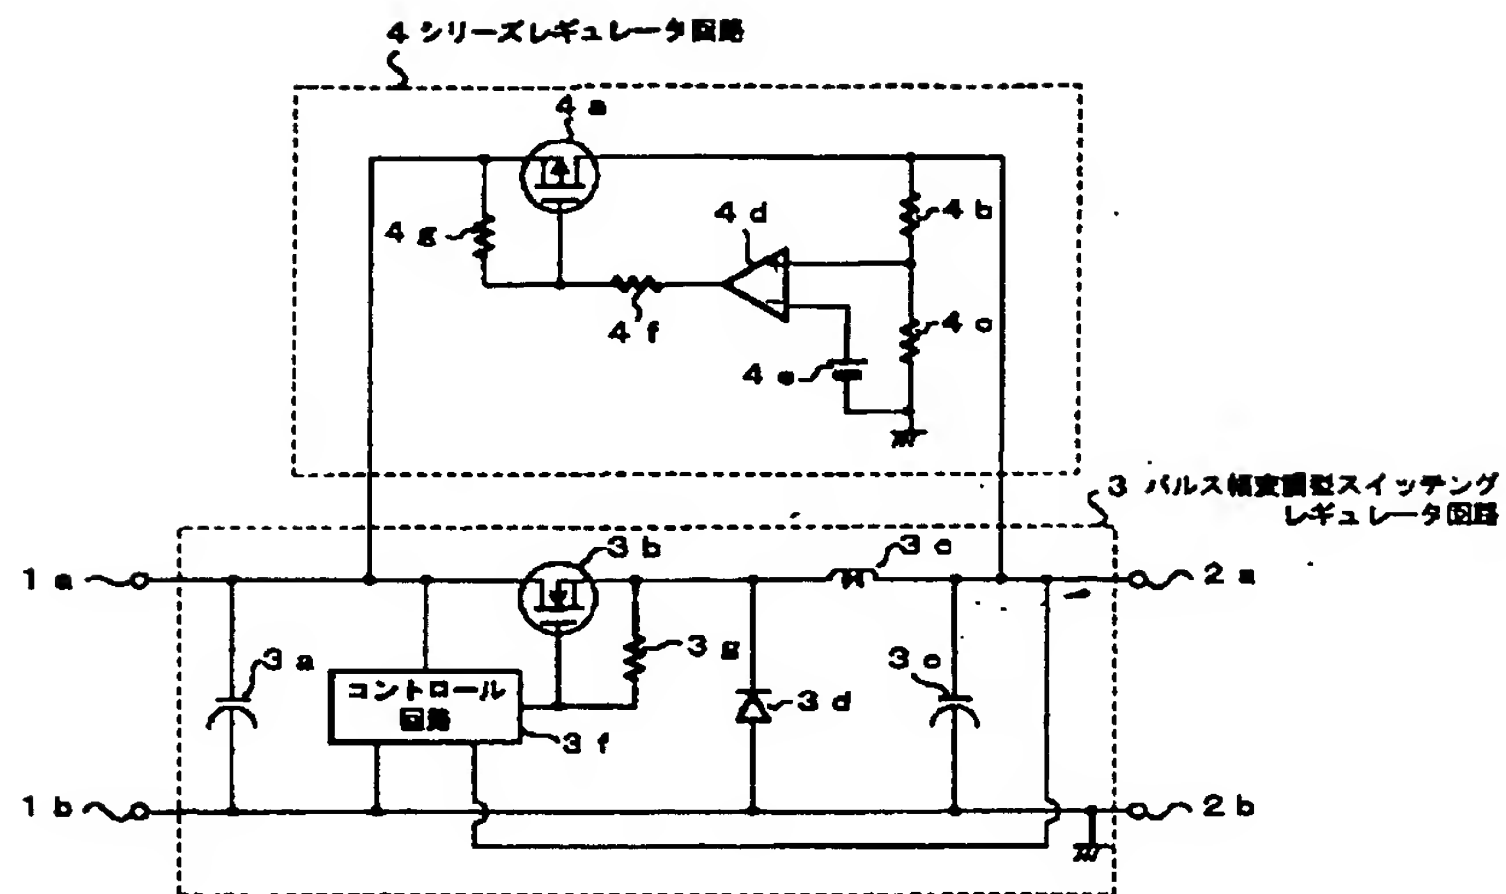 4 シリーズレギュレータ回路
4 a
4 g
4 d
4 b
4 f
4 c
4 e
3 パルス幅変調型スイッチング
レギュレータ回路
1 a
3 b
3 c
2 a
3 a
3 g
3 e
コントロール
回路
3 d
3 f
1 b
2 b